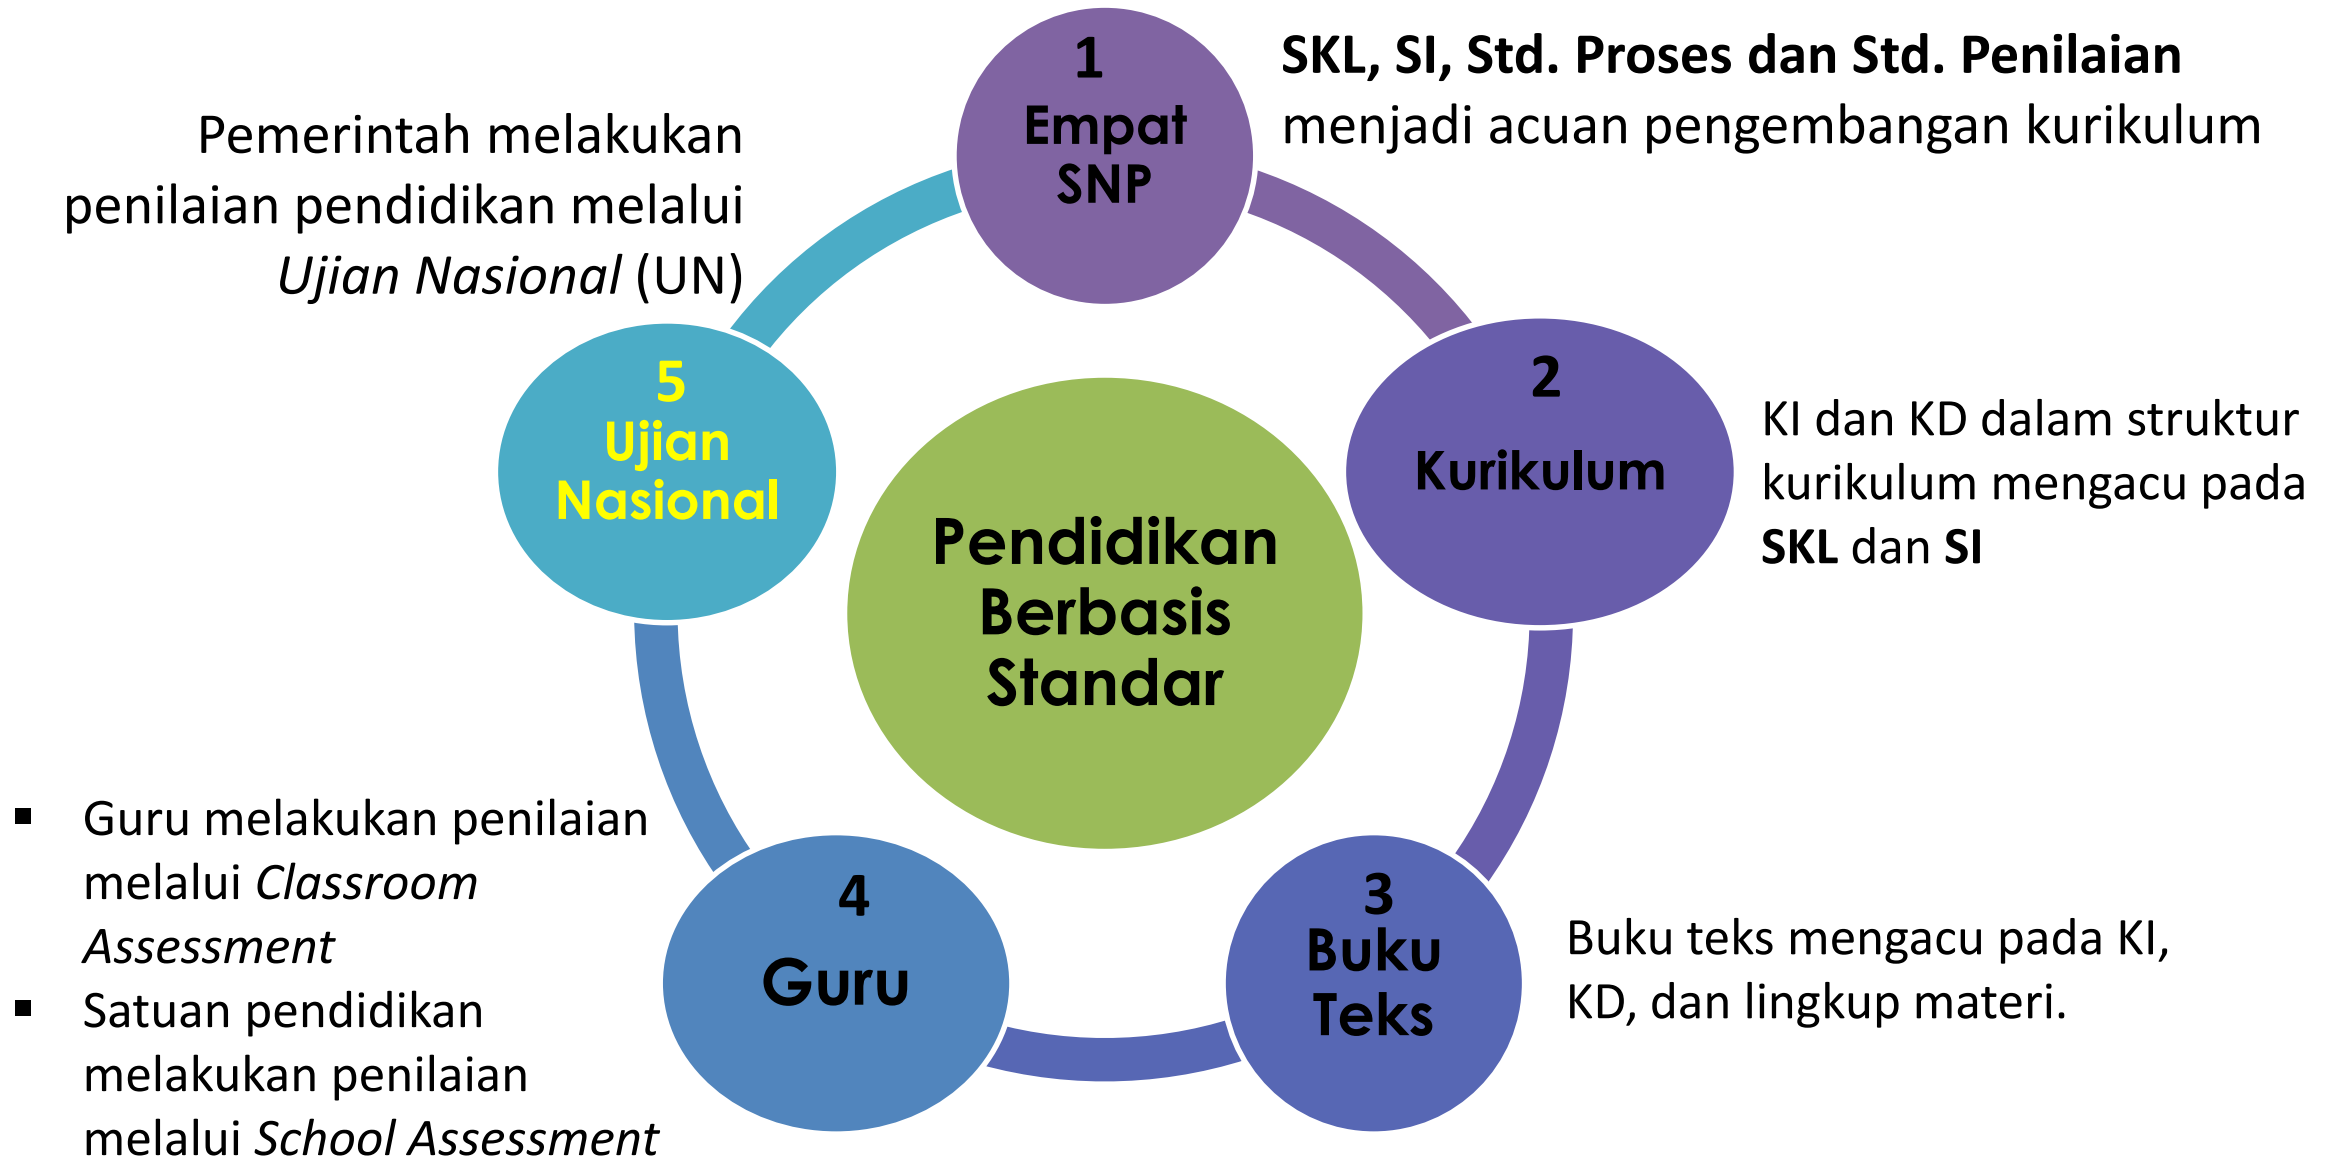 1
Empat
SNP
SKL, SI, Std. Proses dan Std. Penilaian
menjadi acuan pengembangan kurikulum
2
Kurikulum
KI dan KD dalam struktur
kurikulum mengacu pada
SKL dan SI
3
Buku
Teks
Buku teks mengacu pada KI,
KD, dan lingkup materi.
4
Guru
▪ Guru melakukan penilaian
melalui Classroom
Assessment
▪ Satuan pendidikan
melakukan penilaian
melalui School Assessment
5
Ujian
Nasional
Pemerintah melakukan
penilaian pendidikan melalui
Ujian Nasional (UN)
Pendidikan
Berbasis
Standar